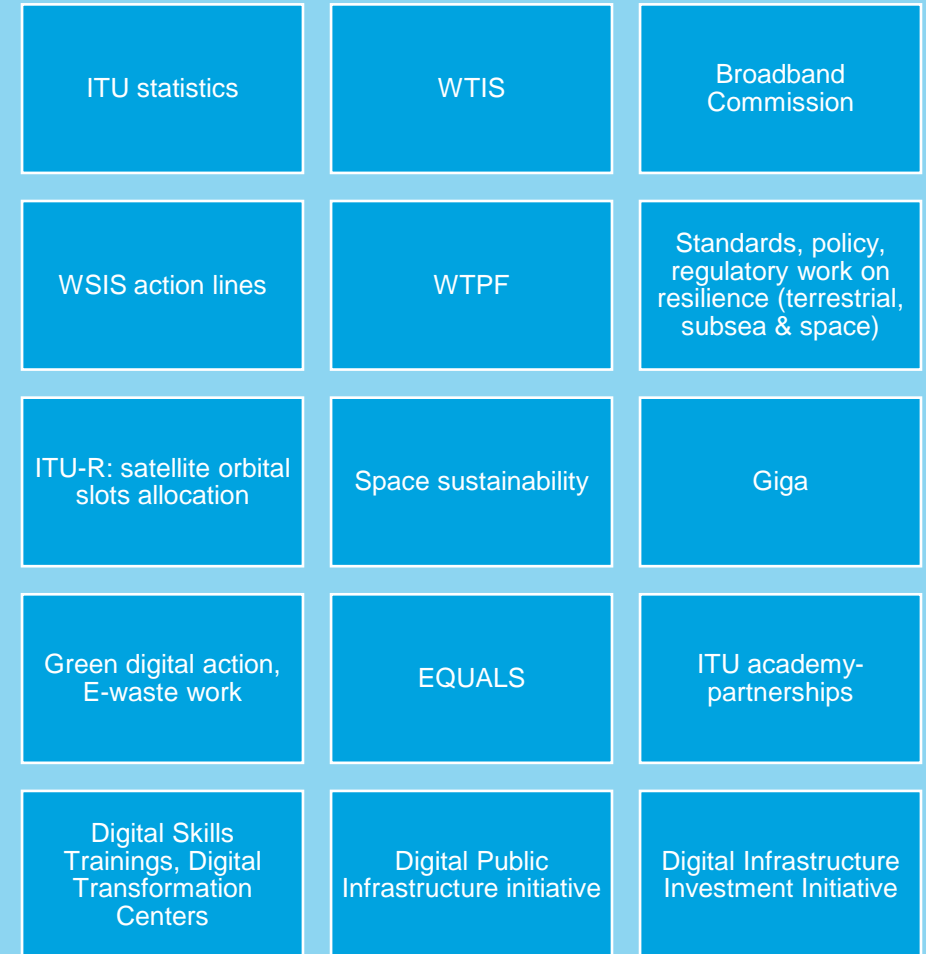 ITU statistics
WTIS
Broadband
Commission
WSIS action lines
WTPF
Standards, policy,
regulatory work on
resilience (terrestrial,
subsea & space)
ITU-R: satellite orbital
slots allocation
Space sustainability
Giga
Green digital action,
E-waste work
EQUALS
ITU academy-
partnerships
Digital Skills
Trainings, Digital
Transformation
Centers
Digital Public
Infrastructure initiative
Digital Infrastructure
Investment Initiative